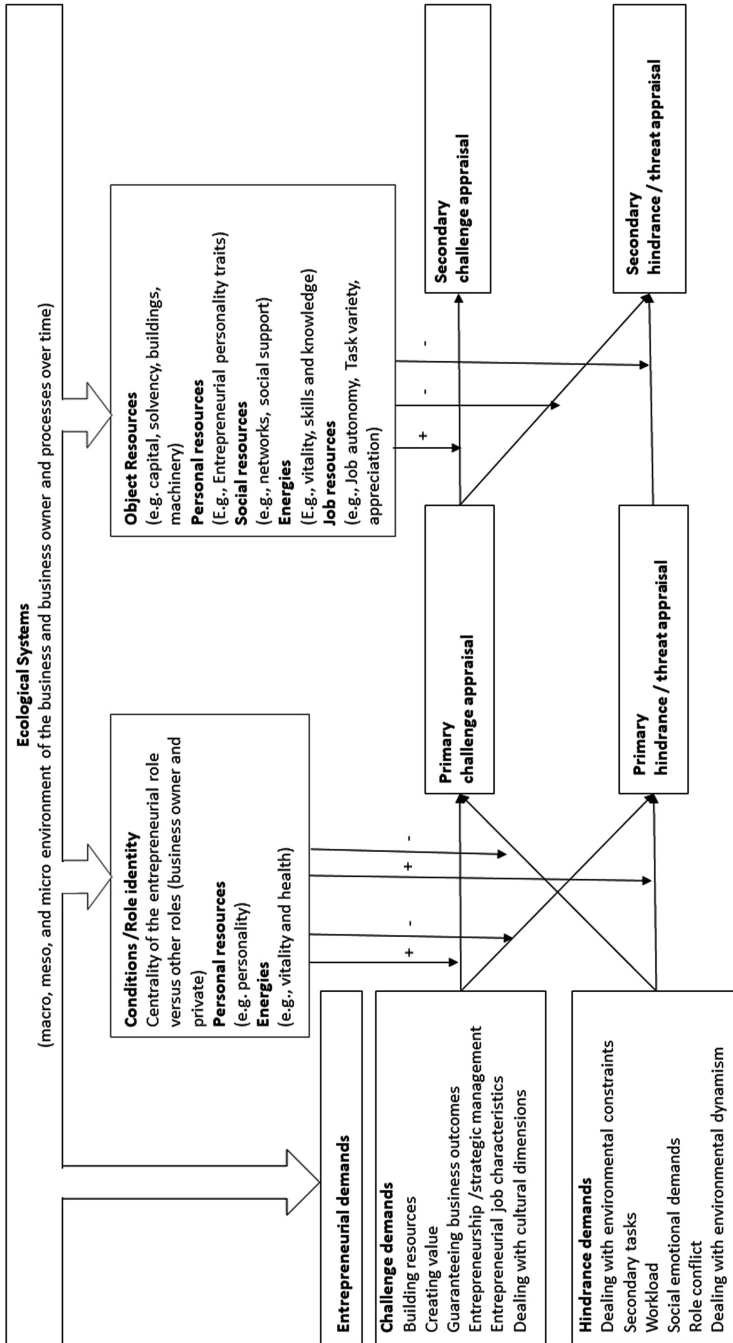 Ecological Systems
(macro, meso, and micro environment of the business and business owner and processes over time)
Conditions /Role identity
Centrality of the entrepreneurial role
versus other roles (business owner and
private)
Personal resources
(e.g. personality)
Energies
(e.g., vitality and health)
Object Resources
(e.g. capital, solvency, buildings,
machinery)
Personal resources
(E.g., Entrepreneurial personality traits)
Social resources
(e.g., networks, social support)
Energies
(E.g., vitality, skills and knowledge)
Job resources
(e.g., Job autonomy, Task variety,
appreciation)
Entrepreneurial demands
+
-
+
-
+
-
-
Challenge demands
Building resources
Creating value
Guaranteeing business outcomes
Entrepreneurship /strategic management
Entrepreneurial job characteristics
Dealing with cultural dimensions
Primary
challenge appraisal
Secondary
challenge appraisal
Hindrance demands
Dealing with environmental constraints
Secondary tasks
Workload
Social emotional demands
Role conflict
Dealing with environmental dynamism
Primary
hindrance / threat appraisal
Secondary
hindrance / threat appraisal